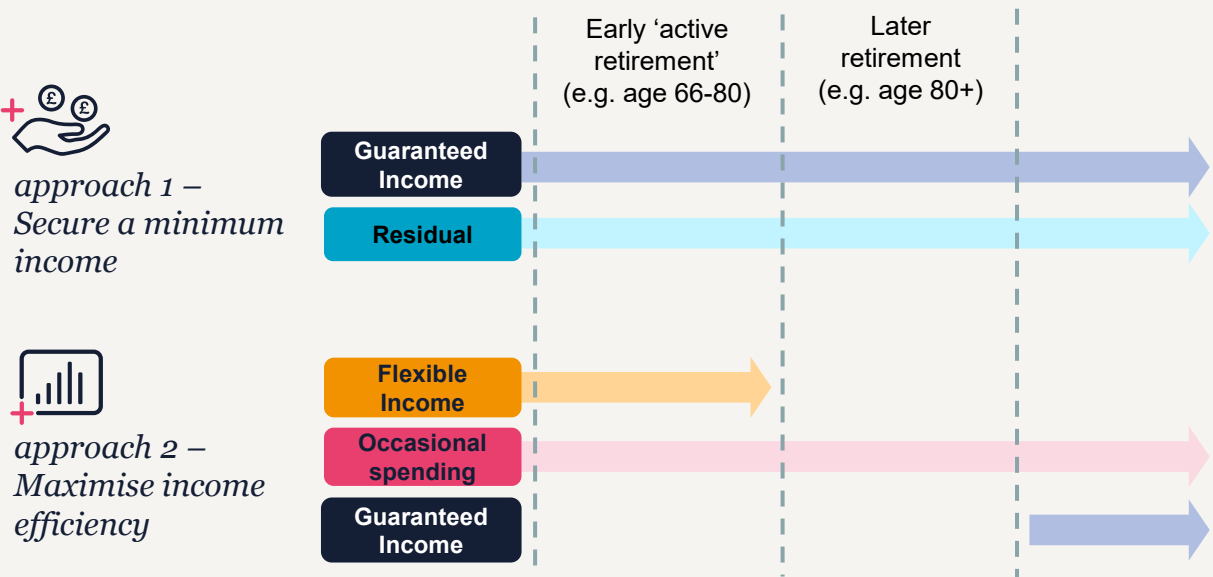 Early ‘active
retirement’
(e.g. age 66-80)
Later
retirement
(e.g. age 80+)
£
£
approach 1 –
Secure a minimum
income
Guaranteed
Income
Residual
approach 2 –
Maximise income
efficiency
Flexible
Income
Occasional
spending
Guaranteed
Income